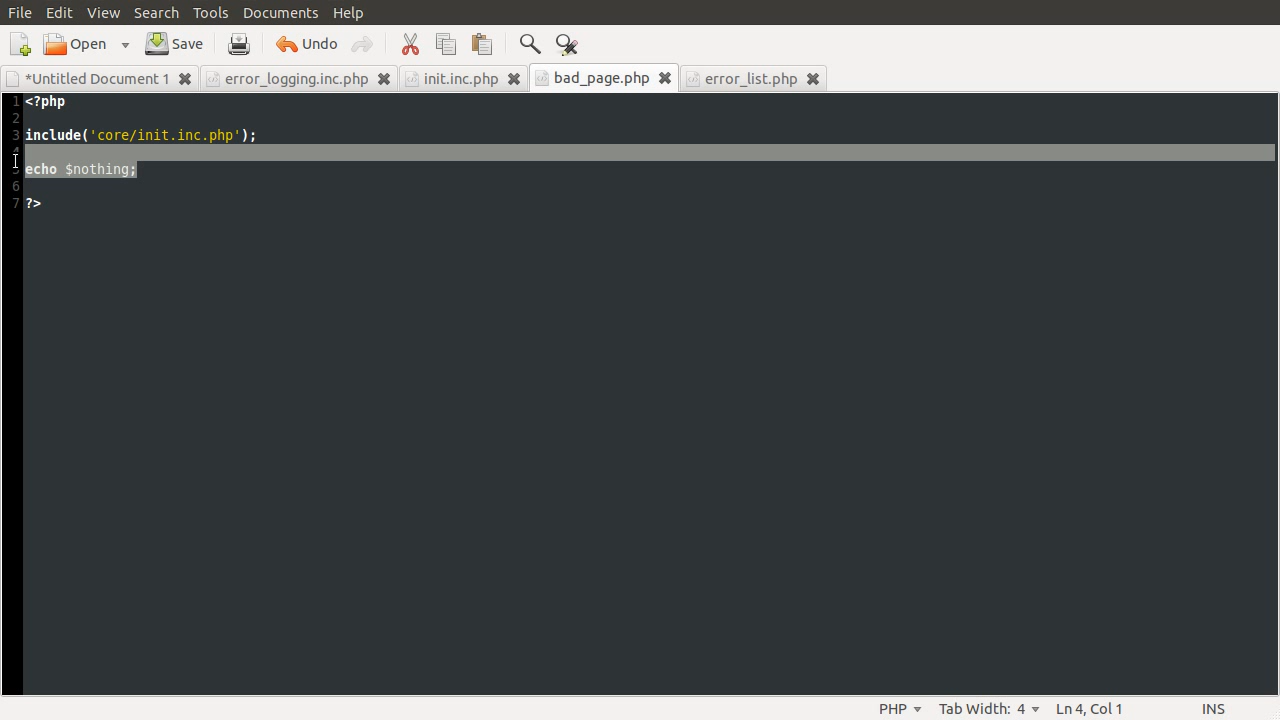 File Edit View Search Tools Documents Help
Open Save Undo
*Untitled Document 1 error_logging.inc.php init.inc.php bad_page.php error_list.php
1 <?php
2
3 include('core/init.inc.php');
4
5 echo $nothing;
6
7 ?>
PHP Tab Width: 4 Ln 4, Col 1 INS